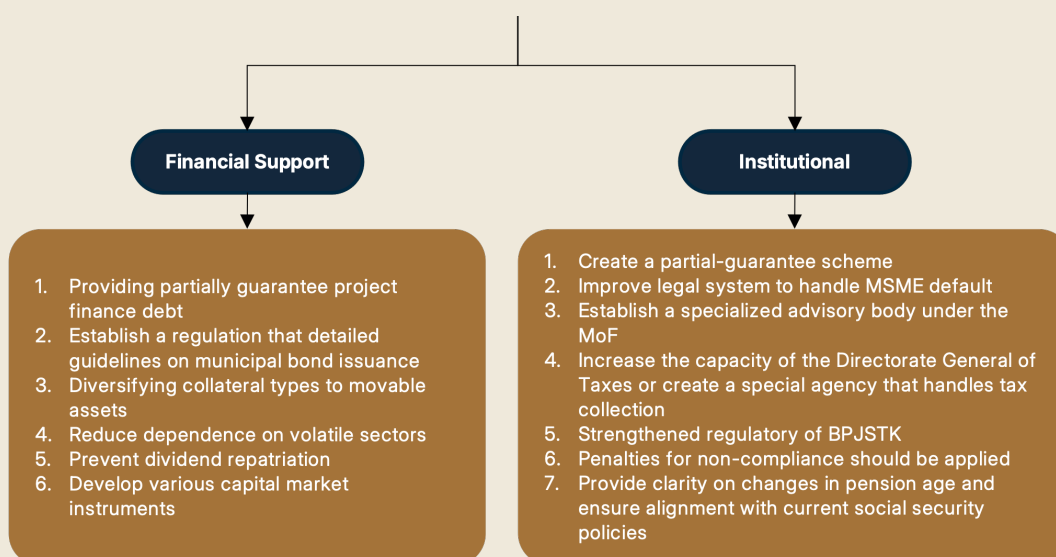 Financial Support
1. Providing partially guarantee project
finance debt
2. Establish a regulation that detailed
guidelines on municipal bond issuance
3. Diversifying collateral types to movable
assets
4. Reduce dependence on volatile sectors
5. Prevent dividend repatriation
6. Develop various capital market
instruments
Institutional
1. Create a partial-guarantee scheme
2. Improve legal system to handle MSME default
3. Establish a specialized advisory body under the
MoF
4. Increase the capacity of the Directorate General of
Taxes or create a special agency that handles tax
collection
5. Strengthened regulatory of BPJSTK
6. Penalties for non-compliance should be applied
7. Provide clarity on changes in pension age and
ensure alignment with current social security
policies